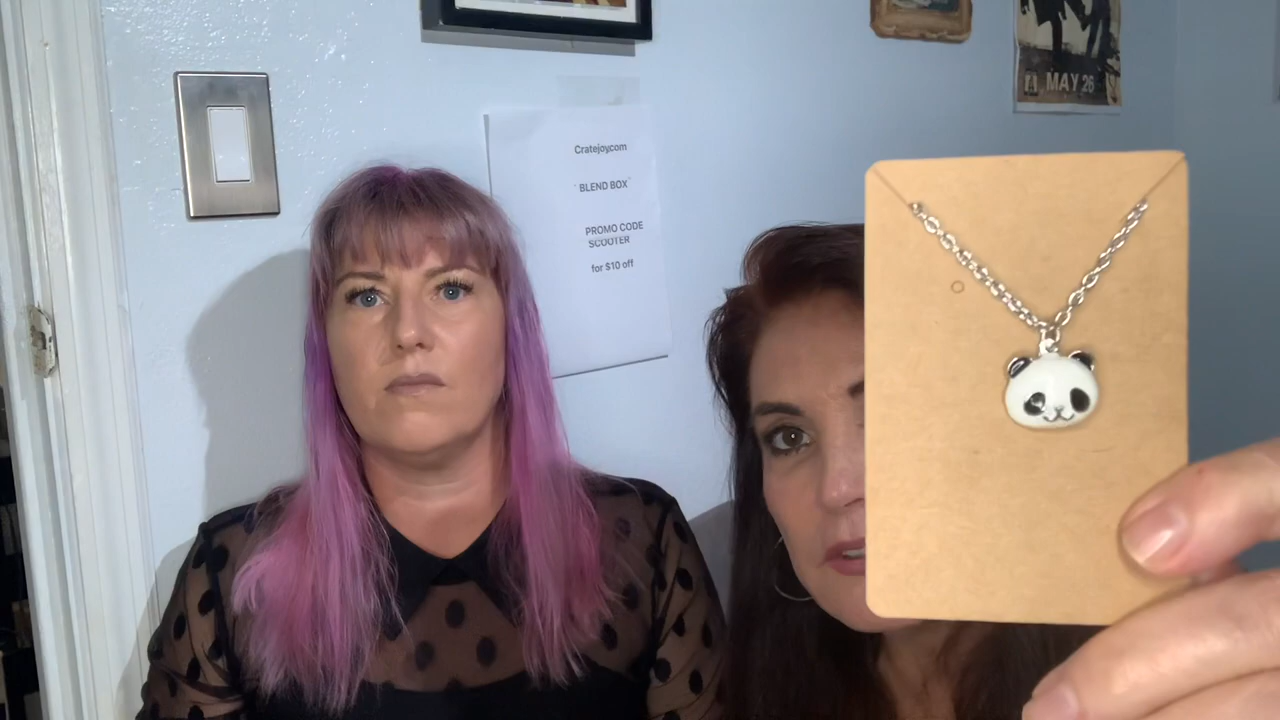 Cratejoy.com
"BLEND BOX"
PROMO CODE
SCOOTER
for $10 off
MAY 26